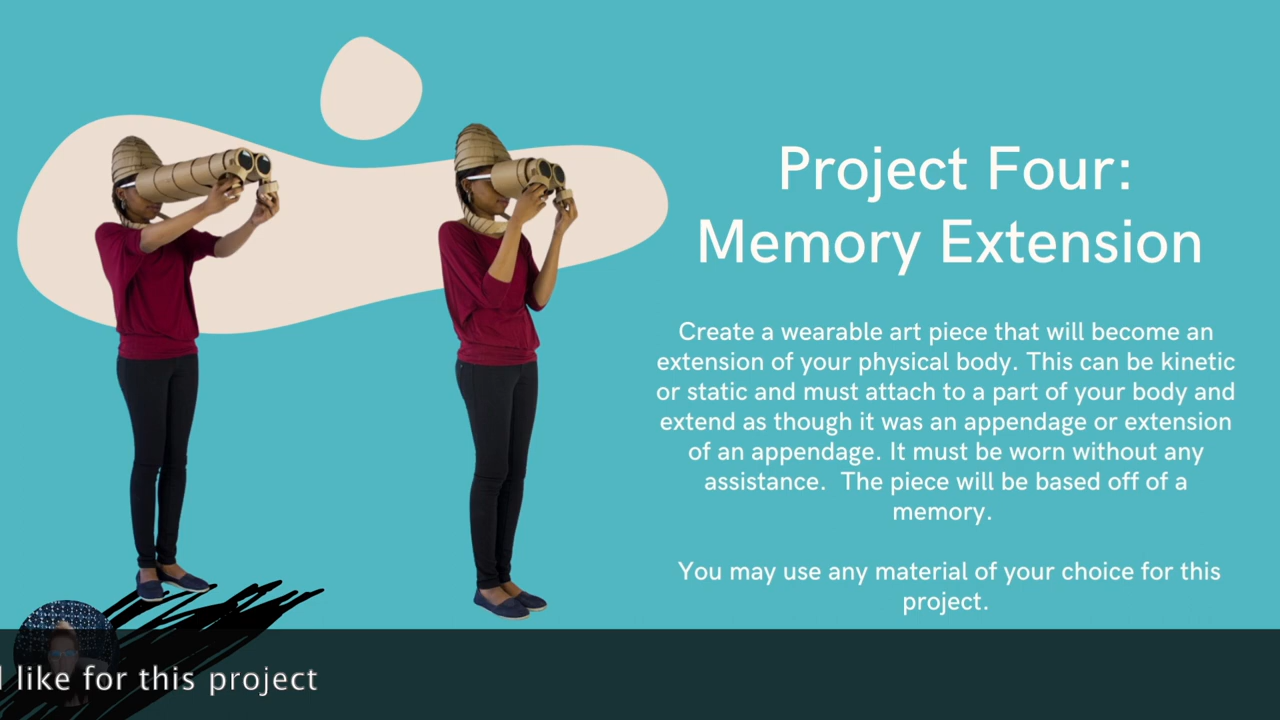 Project Four:
Memory Extension
Create a wearable art piece that will become an
extension of your physical body. This can be kinetic
or static and must attach to a part of your body and
extend as though it was an appendage or extension
of an appendage. It must be worn without any
assistance.  The piece will be based off of a
memory.
You may use any material of your choice for this
project.
like for this project